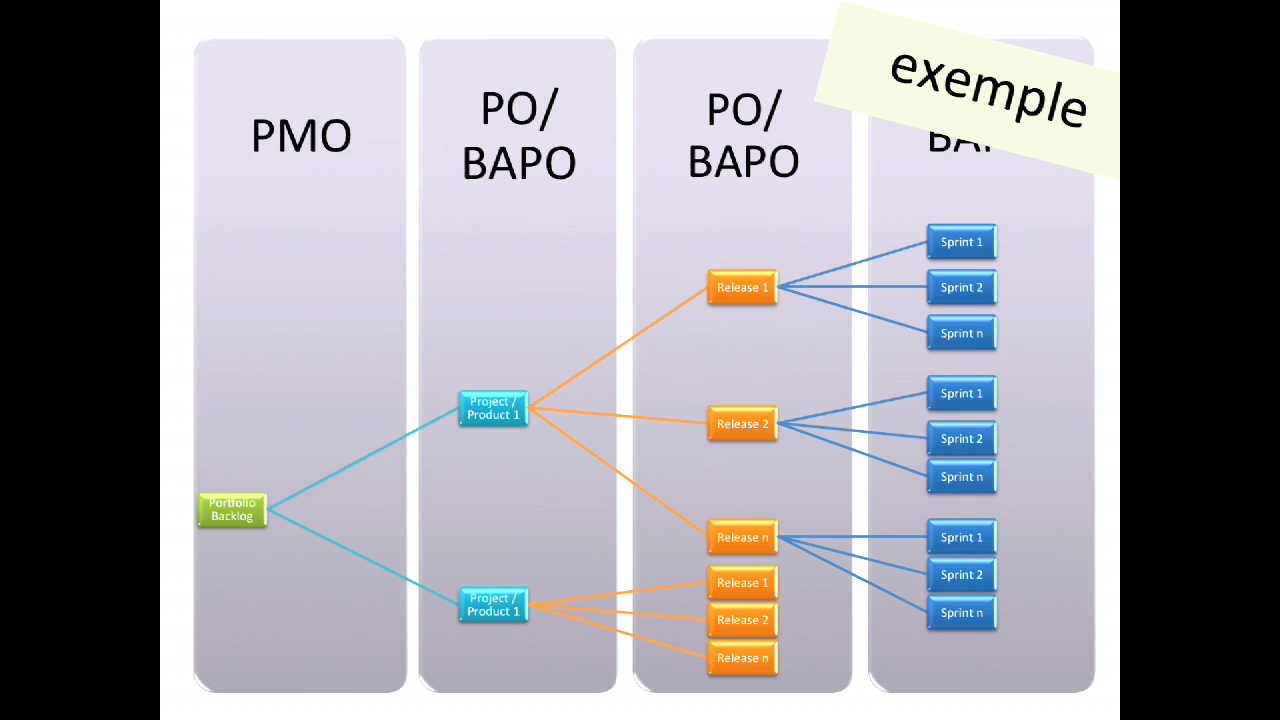 exemple
PMO
PO/
BAPO
PO/
BAPO
Portfolio
Backlog
Project /
Product 1
Project /
Product 1
Release 1
Release 2
Release n
Release 1
Release 2
Release n
Sprint 1
Sprint 2
Sprint n
Sprint 1
Sprint 2
Sprint n
Sprint 1
Sprint 2
Sprint n